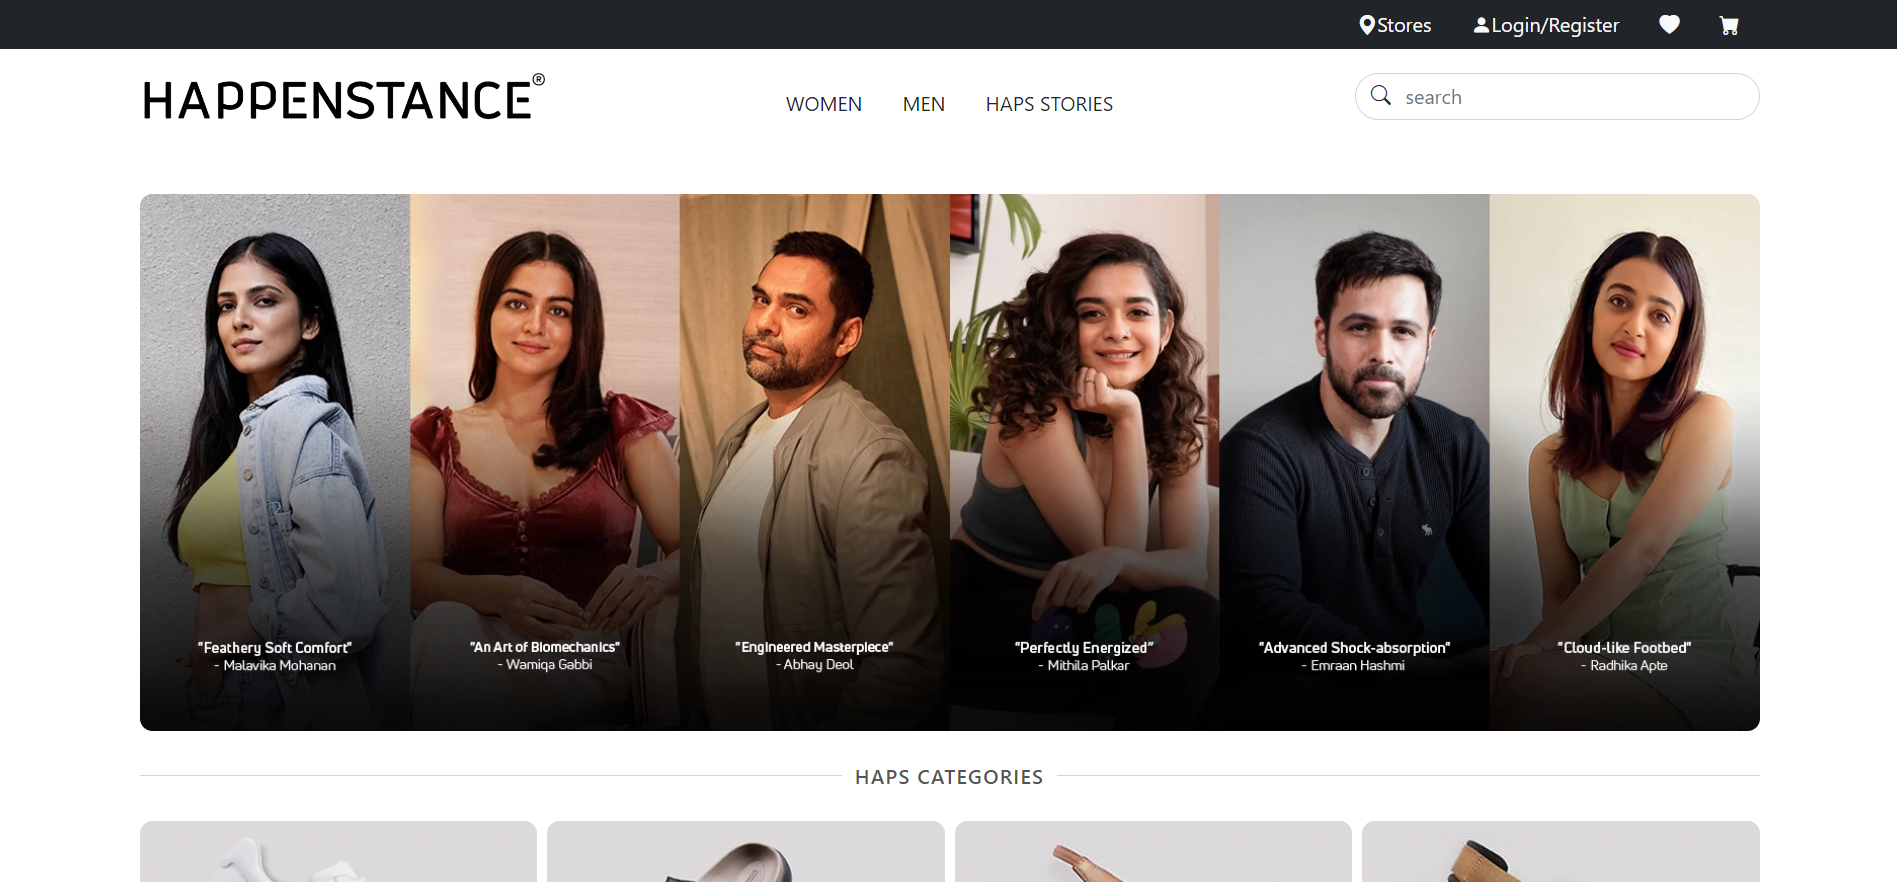 Stores
Login/Register
HAPPENSTANCE®
WOMEN
MEN
HAPS STORIES
search
"Feathery Soft Comfort"
- Malavika Mohanan
"An Art of Biomechanics"
- Wamiqa Gabbi
"Engineered Masterpiece"
- Abhay Deol
"Perfectly Energized"
- Mithila Palkar
"Advanced Shock-absorption"
- Emraan Hashmi
"Cloud-like Footbed"
- Radhika Apte
HAPS CATEGORIES